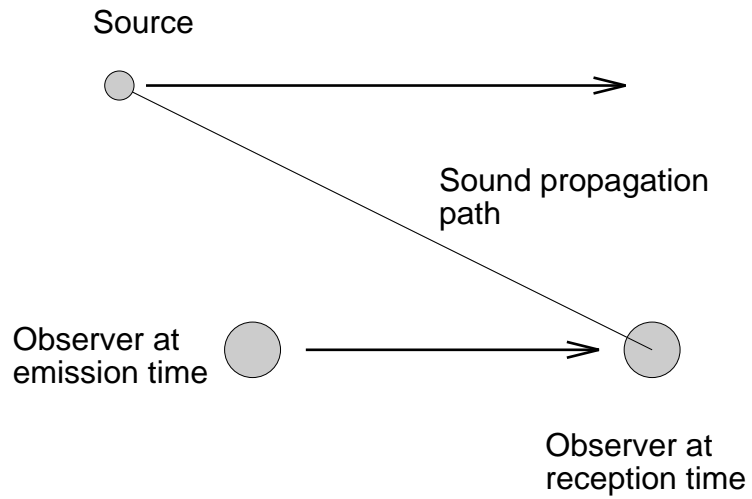 Source
Sound propagation
path
Observer at
emission time
Observer at
reception time